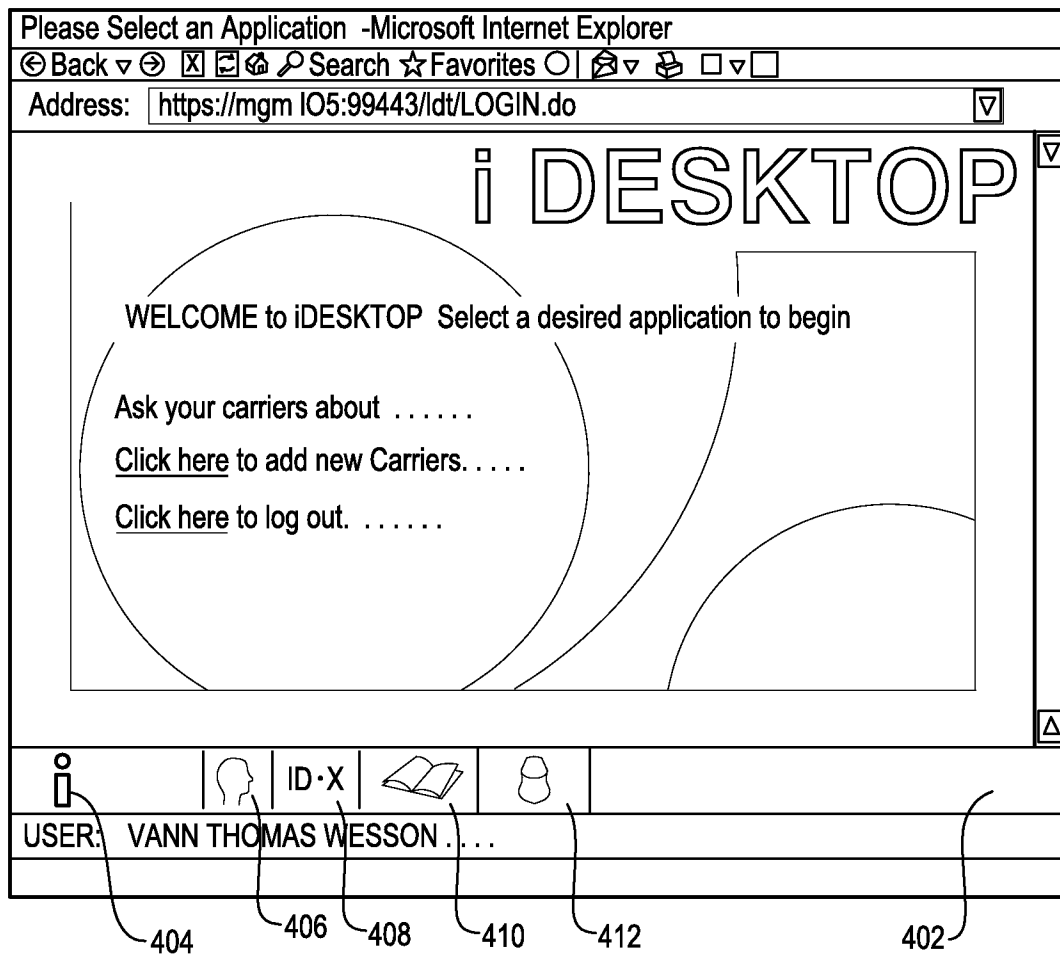 Please Select an Application -Microsoft Internet Explorer
Back X Search Favorites
Address: https://mgm IO5:99443/ldt/LOGIN.do
i DESKTOP
WELCOME to iDESKTOP Select a desired application to begin
Ask your carriers about . . . . . .
Click here to add new Carriers. . . . .
Click here to log out. . . . . . .
i ID·X
USER: VANN THOMAS WESSON . . . .
404 406 408 410 412 402